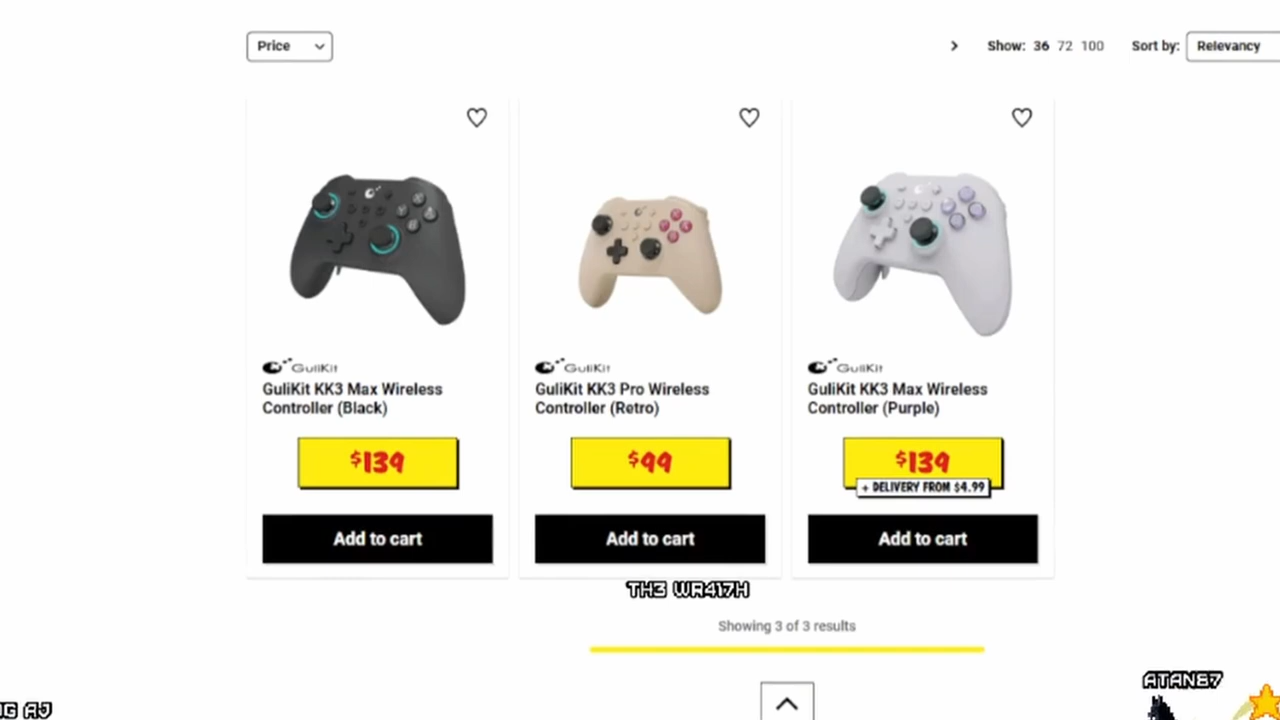 Price
Show: 36 72 100
Sort by: Relevancy
GuliKit
GuliKit KK3 Max Wireless
Controller (Black)
$139
Add to cart
GuliKit
GuliKit KK3 Pro Wireless
Controller (Retro)
$99
Add to cart
GuliKit
GuliKit KK3 Max Wireless
Controller (Purple)
$139
+ DELIVERY FROM $4.99
Add to cart
TH3 WR417H
Showing 3 of 3 results
ATAN87
G AJ